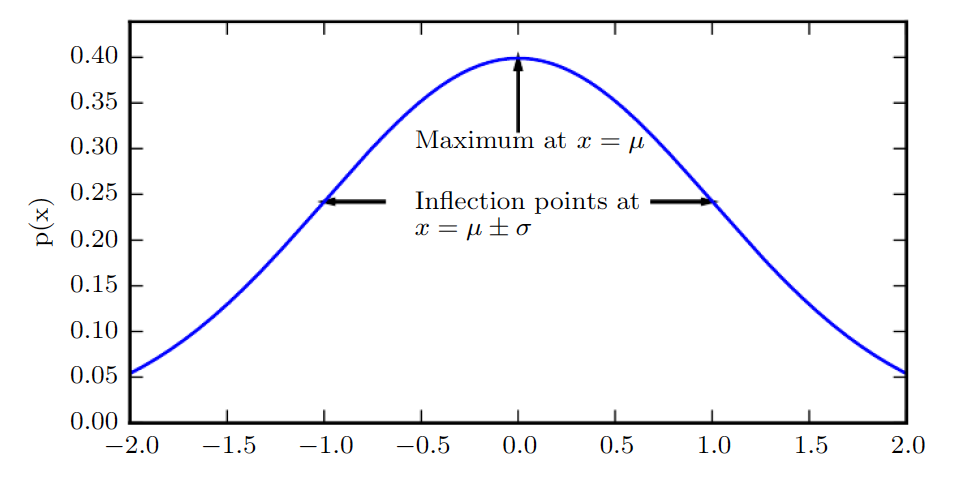 0.40
0.35
Maximum at x = μ
0.30
0.25
Inflection points at
x = μ ± σ
p(x)
0.20
0.15
0.10
0.05
0.00
−2.0 −1.5 −1.0 −0.5 0.0 0.5 1.0 1.5 2.0